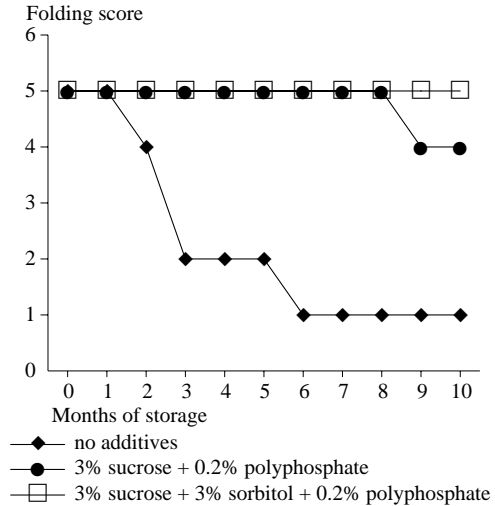 Folding score
6
5
4
3
2
1
0
0 1 2 3 4 5 6 7 8 9 10
Months of storage
no additives
3% sucrose + 0.2% polyphosphate
3% sucrose + 3% sorbitol + 0.2% polyphosphate